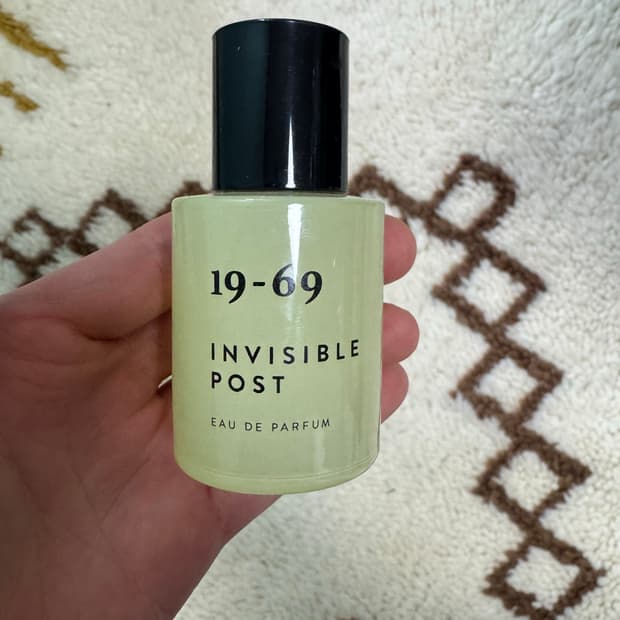 19-69
INVISIBLE
POST
EAU DE PARFUM